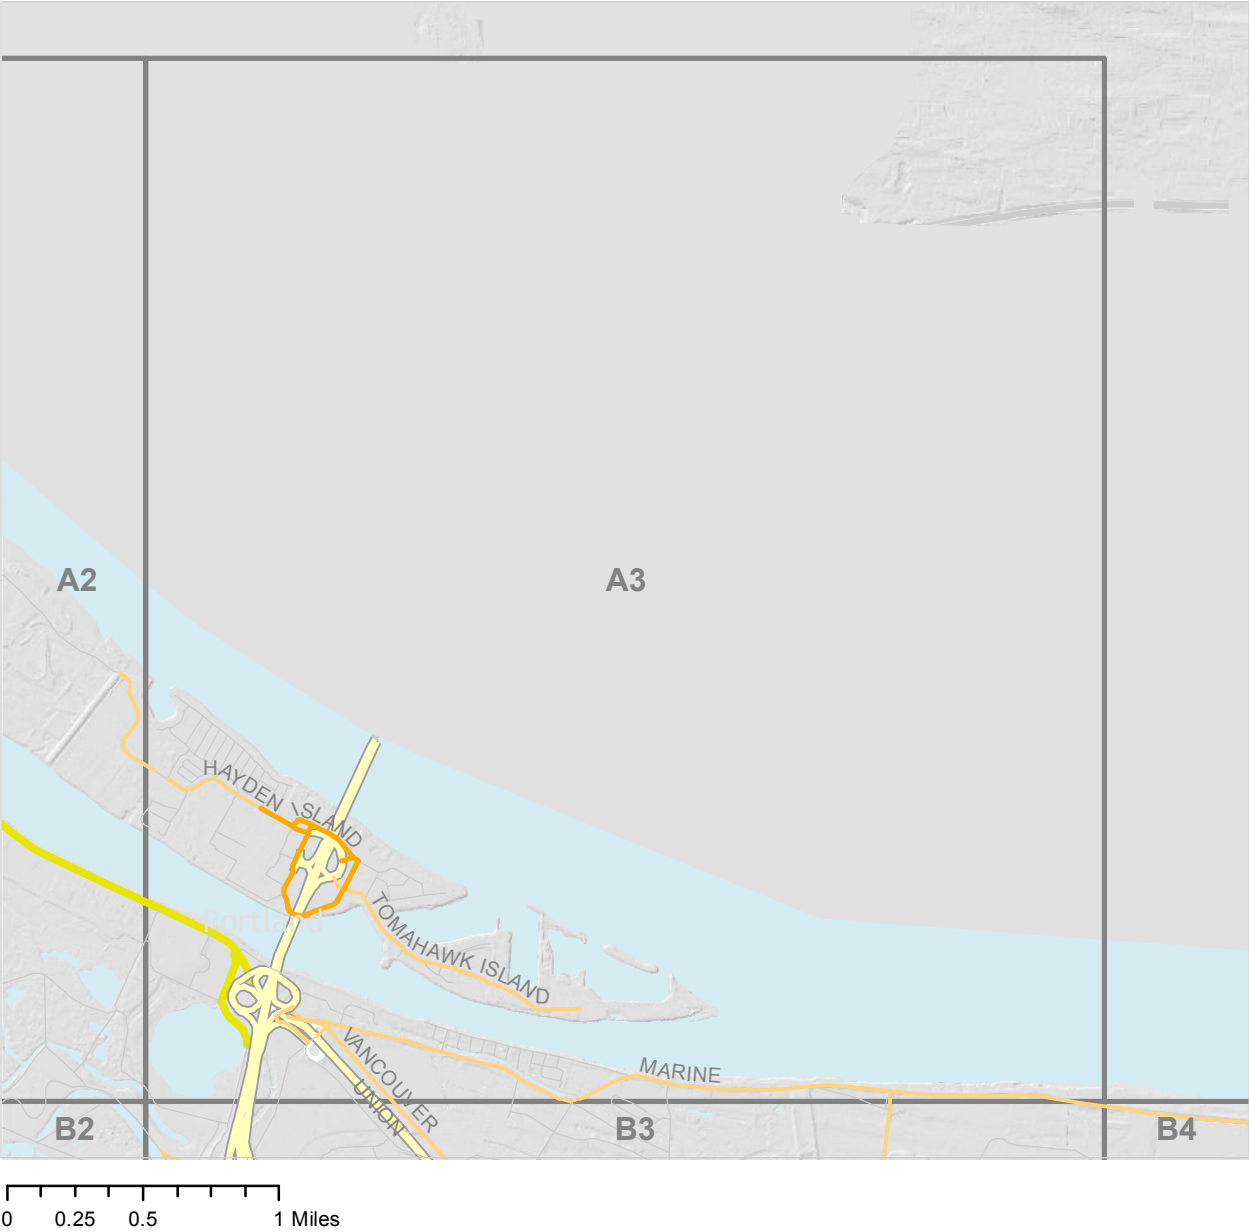 A2
A3
HAYDEN ISLAND
Portland
TOMAHAWK ISLAND
VANCOUVER
UNION
MARINE
B2
B3
B4
0 0.25 0.5 1 Miles